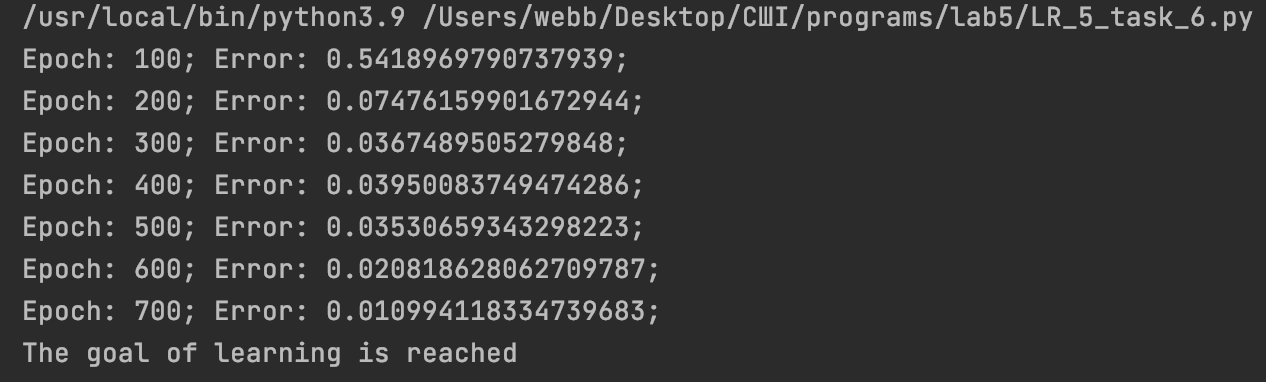 /usr/local/bin/python3.9 /Users/webb/Desktop/СШІ/programs/lab5/LR_5_task_6.py
Epoch: 100; Error: 0.5418969790737939;
Epoch: 200; Error: 0.07476159901672944;
Epoch: 300; Error: 0.0367489505279848;
Epoch: 400; Error: 0.03950083749474286;
Epoch: 500; Error: 0.03530659343298223;
Epoch: 600; Error: 0.020818628062709787;
Epoch: 700; Error: 0.010994118334739683;
The goal of learning is reached